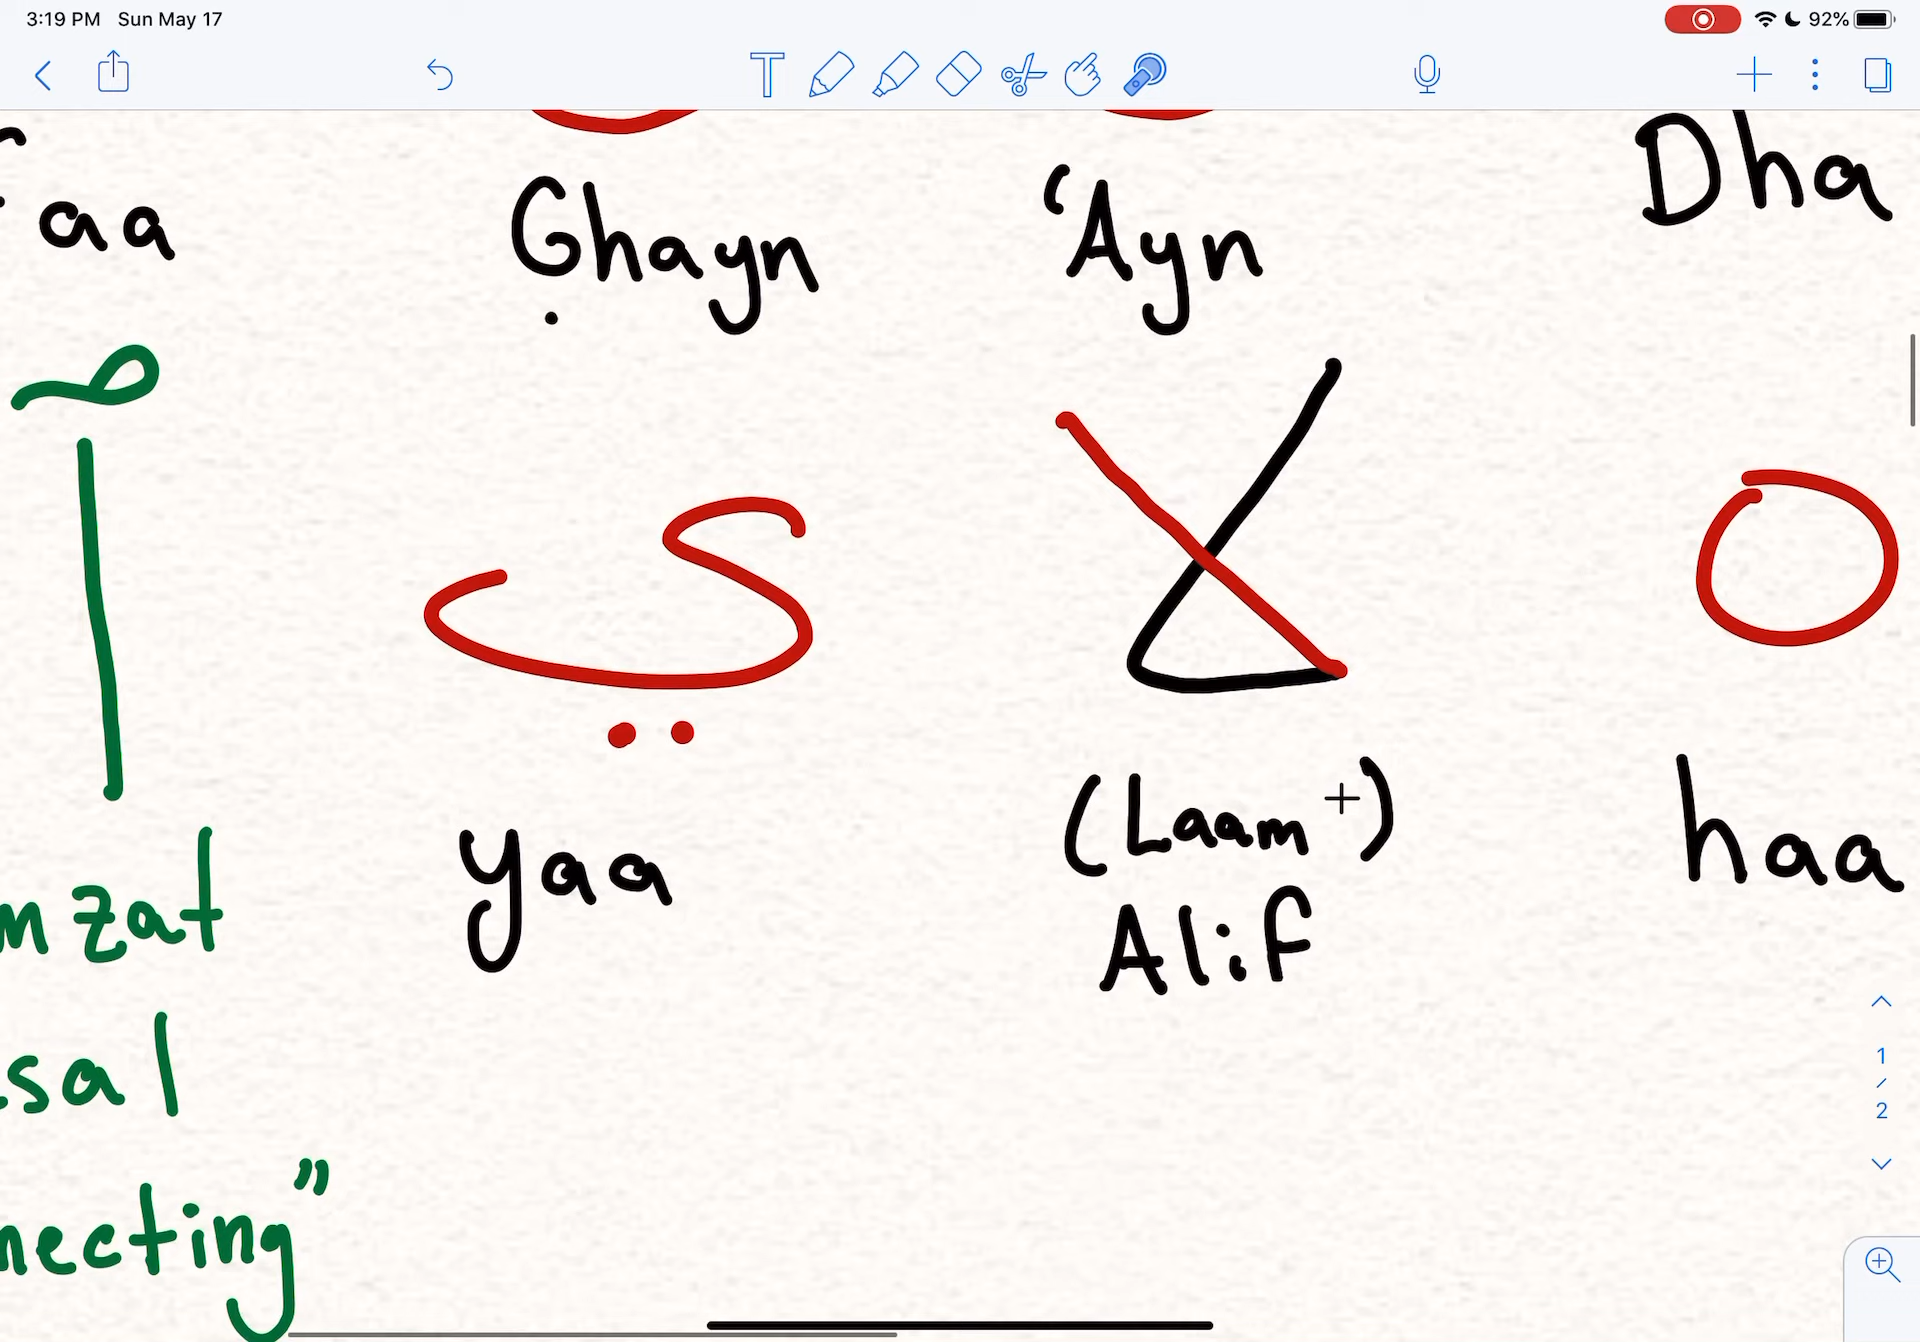 3:19 PM Sun May 17
92%
Ghayn
‘Ayn
Dha
ٱ
ي
لا
ه
yaa
(Laam +)
Alif
haa
mzat
sal
necting”
1
/
2